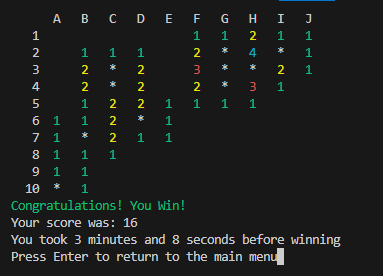 A B C D E F G H I J
1 1 1 2 1 1
2 1 1 1 2 * 4 * 1
3 2 * 2 3 * * 2 1
4 2 * 2 2 * 3 1
5 1 2 2 1 1 1 1
6 1 1 2 * 1
7 1 * 2 1 1
8 1 1 1
9 1 1
10 * 1
Congratulations! You Win!
Your score was: 16
You took 3 minutes and 8 seconds before winning
Press Enter to return to the main menu